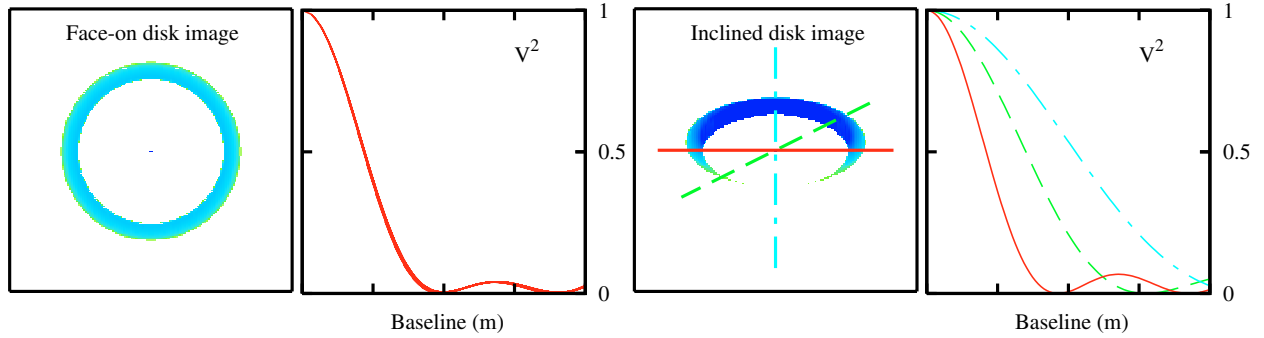 Face-on disk image
V²
1
0.5
0
Baseline (m)
Inclined disk image
V²
1
0.5
0
Baseline (m)